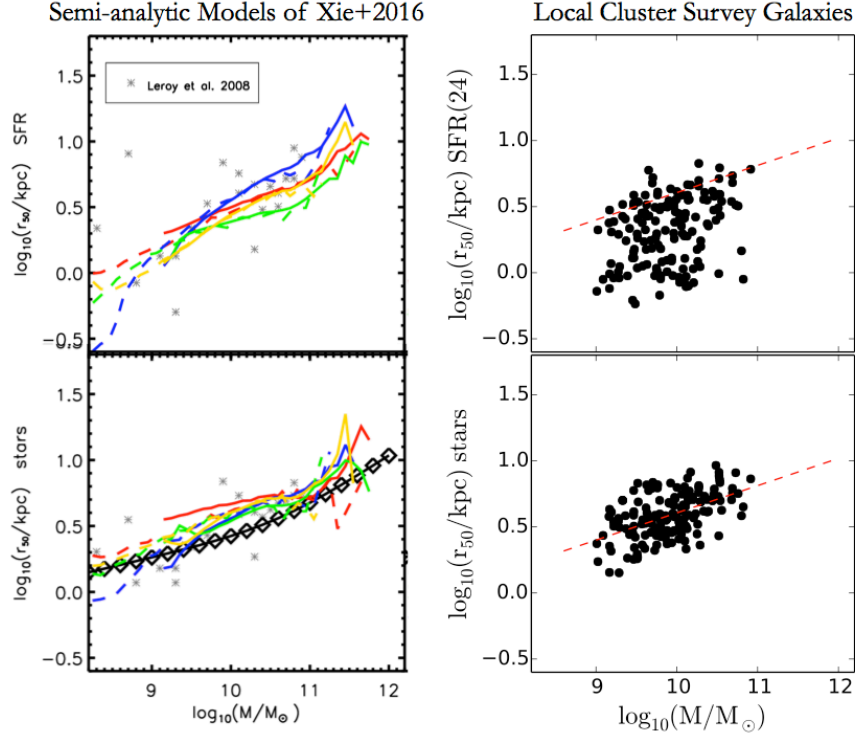 Semi-analytic Models of Xie+2016
Local Cluster Survey Galaxies
1.5
1.0
0.5
0.0
−0.5
log10(r50/kpc) SFR
Leroy et al. 2008
1.5
1.0
0.5
0.0
−0.5
log10(r50/kpc) SFR(24)
1.5
1.0
0.5
0.0
−0.5
log10(r50/kpc) stars
9 10 11 12
log10(M/M⊙)
1.5
1.0
0.5
0.0
−0.5
log10(r50/kpc) stars
9 10 11 12
log10(M/M⊙)